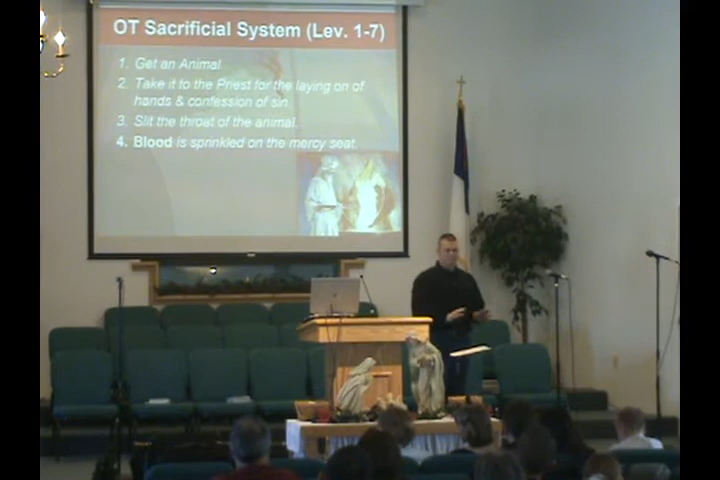 OT Sacrificial System (Lev. 1-7)
1. Get an Animal
2. Take it to the Priest for the laying on of
hands & confession of sin.
3. Slit the throat of the animal.
4. Blood is sprinkled on the mercy seat.